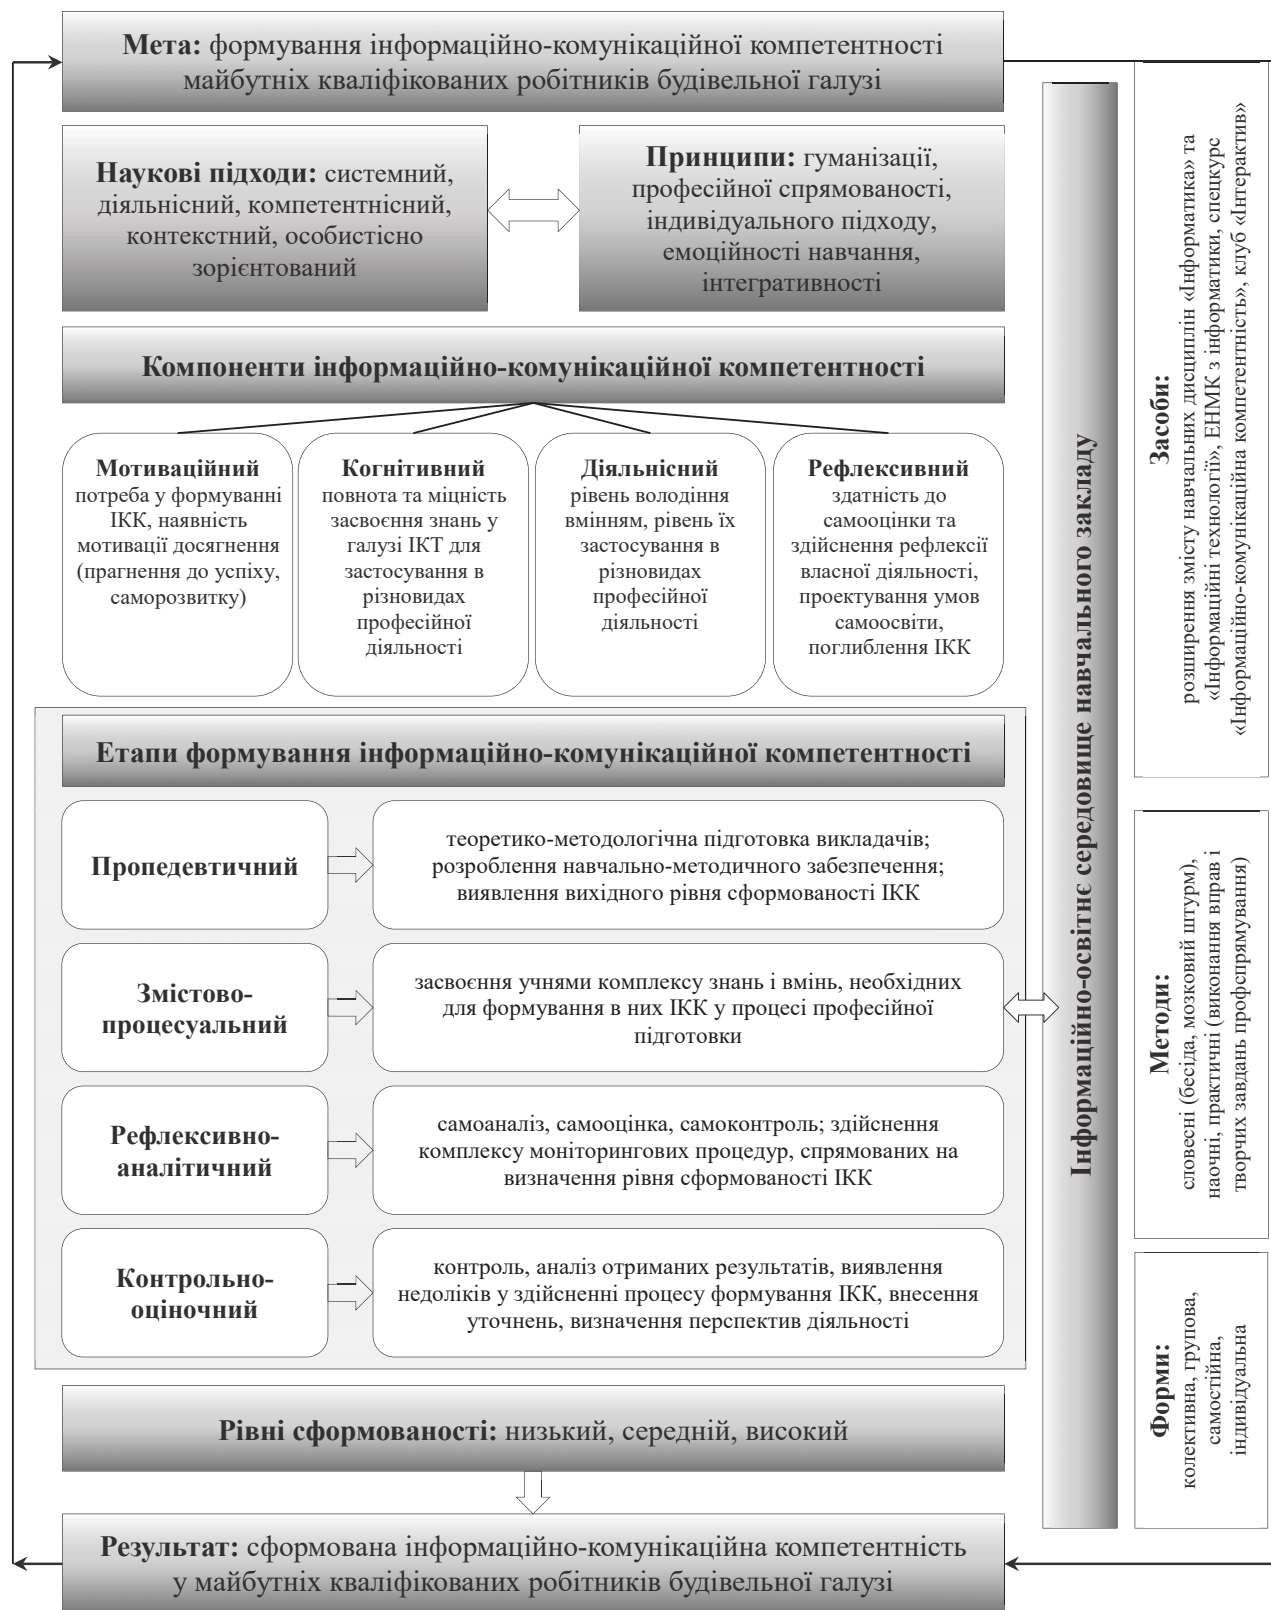 Мета: формування інформаційно-комунікаційної компетентності
майбутніх кваліфікованих робітників будівельної галузі
Наукові підходи: системний,
діяльнісний, компетентнісний,
контекстний, особистісно
зорієнтований
Принципи: гуманізації,
професійної спрямованості,
індивідуального підходу,
емоційності навчання,
інтегративності
Компоненти інформаційно-комунікаційної компетентності
Мотиваційний
потреба у формуванні
ІКК, наявність
мотивації досягнення
(прагнення до успіху,
саморозвитку)
Когнітивний
повнота та міцність
засвоєння знань у
галузі ІКТ для
застосування в
різновидах
професійної
діяльності
Діяльнісний
рівень володіння
вмінням, рівень їх
застосування в
різновидах
професійної
діяльності
Рефлексивний
здатність до
самооцінки та
здійснення рефлексії
власної діяльності,
проектування умов
самоосвіти,
поглиблення ІКК
Етапи формування інформаційно-комунікаційної компетентності
Пропедевтичний
теоретико-методологічна підготовка викладачів;
розроблення навчально-методичного забезпечення;
виявлення вихідного рівня сформованості ІКК
Змістово-
процесуальний
засвоєння учнями комплексу знань і вмінь, необхідних
для формування в них ІКК у процесі професійної
підготовки
Рефлексивно-
аналітичний
самоаналіз, самооцінка, самоконтроль; здійснення
комплексу моніторингових процедур, спрямованих на
визначення рівня сформованості ІКК
Контрольно-
оціночний
контроль, аналіз отриманих результатів, виявлення
недоліків у здійсненні процесу формування ІКК, внесення
уточнень, визначення перспектив діяльності
Рівні сформованості: низький, середній, високий
Результат: сформована інформаційно-комунікаційна компетентність
у майбутніх кваліфікованих робітників будівельної галузі
Інформаційно-освітнє середовище навчального закладу
Засоби:
розширення змісту навчальних дисциплін «Інформатика» та
«Інформаційні технології», ЕНМК з інформатики, спецкурс
«Інформаційно-комунікаційна компетентність», клуб «Інтерактив»
Методи:
словесні (бесіда, мозковий штурм),
наочні, практичні (виконання вправ і
творчих завдань профспрямування)
Форми:
колективна, групова,
самостійна,
індивідуальна